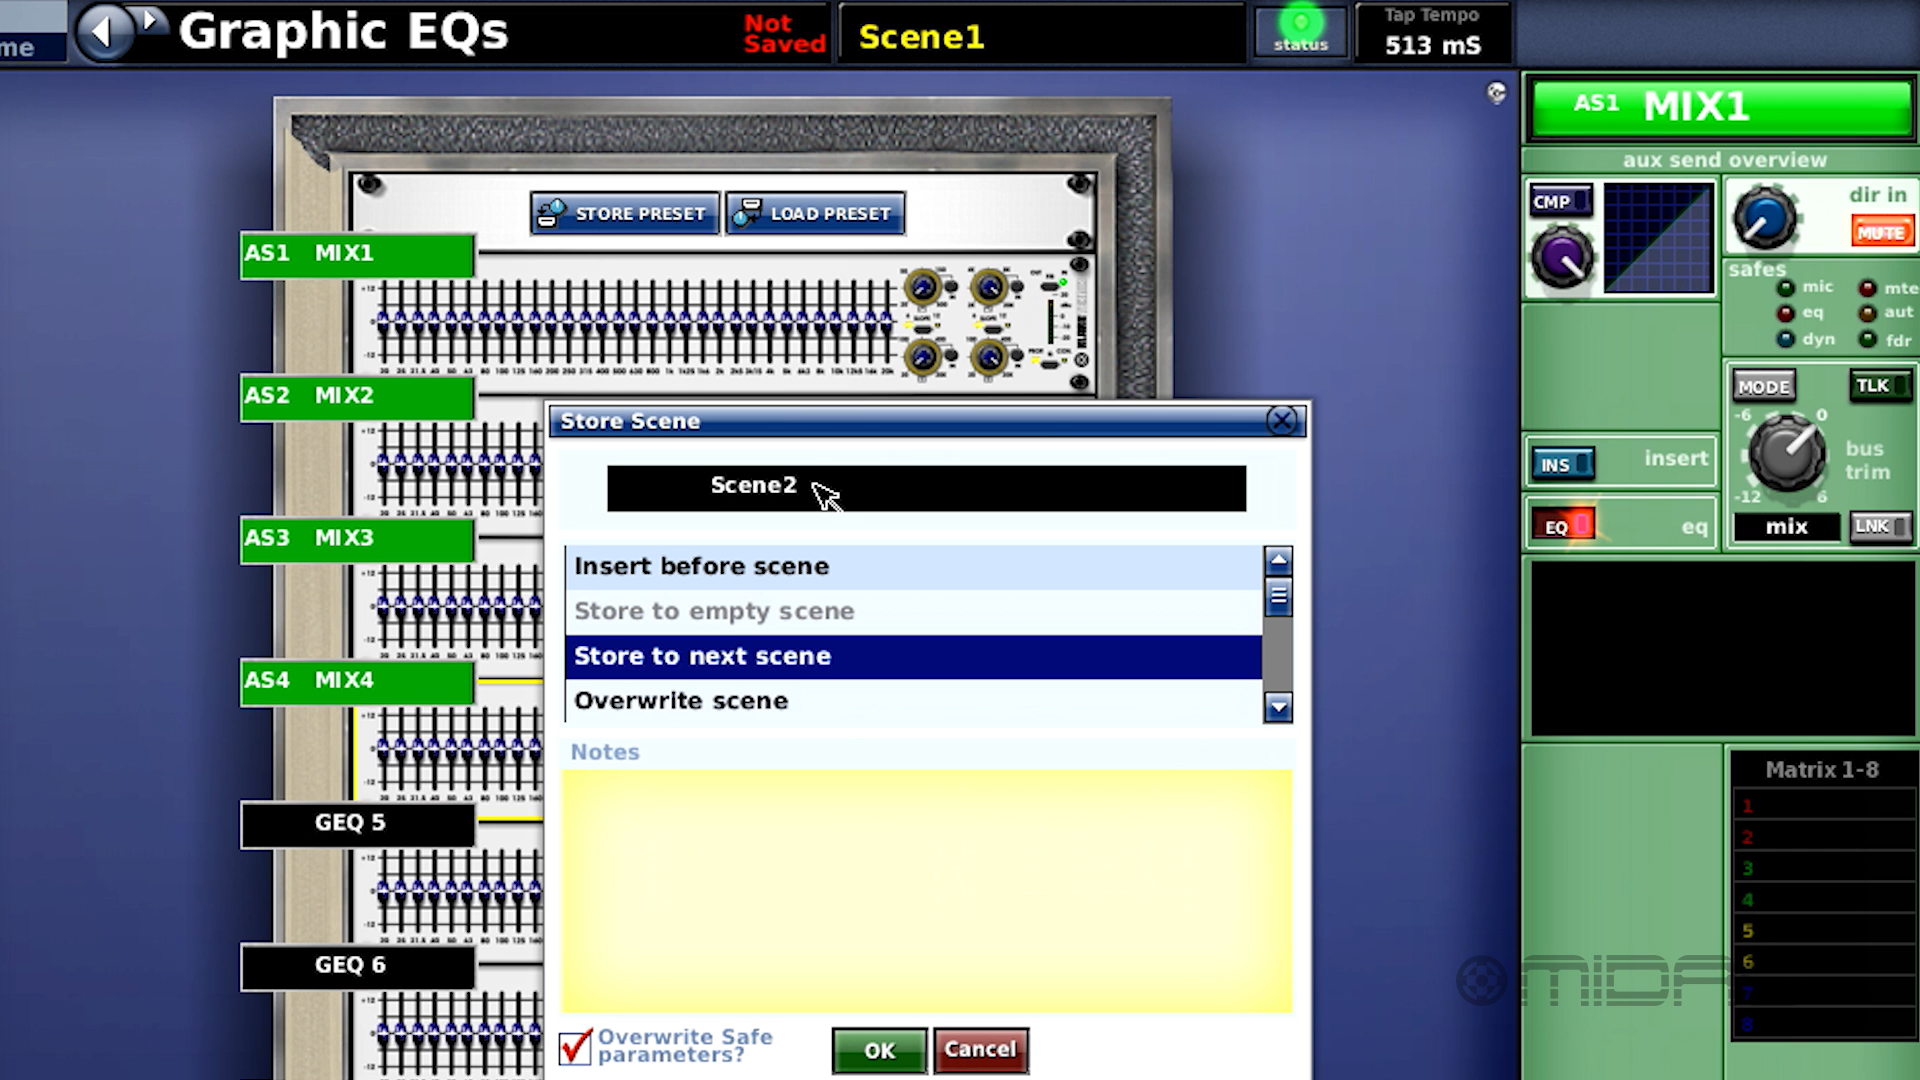 me
Graphic EQs
Not
Saved
Scene1
status
Tap Tempo
513 mS
STORE PRESET
LOAD PRESET
AS1 MIX1
AS2 MIX2
AS3 MIX3
AS4 MIX4
GEQ 5
GEQ 6
Store Scene
Scene2
Insert before scene
Store to empty scene
Store to next scene
Overwrite scene
Notes
Overwrite Safe
parameters?
OK
Cancel
AS1 MIX1
aux send overview
CMP
dir in
MUTE
safes
mic
mte
eq
aut
dyn
fdr
MODE
TLK
-6
0
bus
trim
-12
6
INS
insert
EQ
eq
mix
LNK
Matrix 1-8
1
2
3
4
5
6
7
8